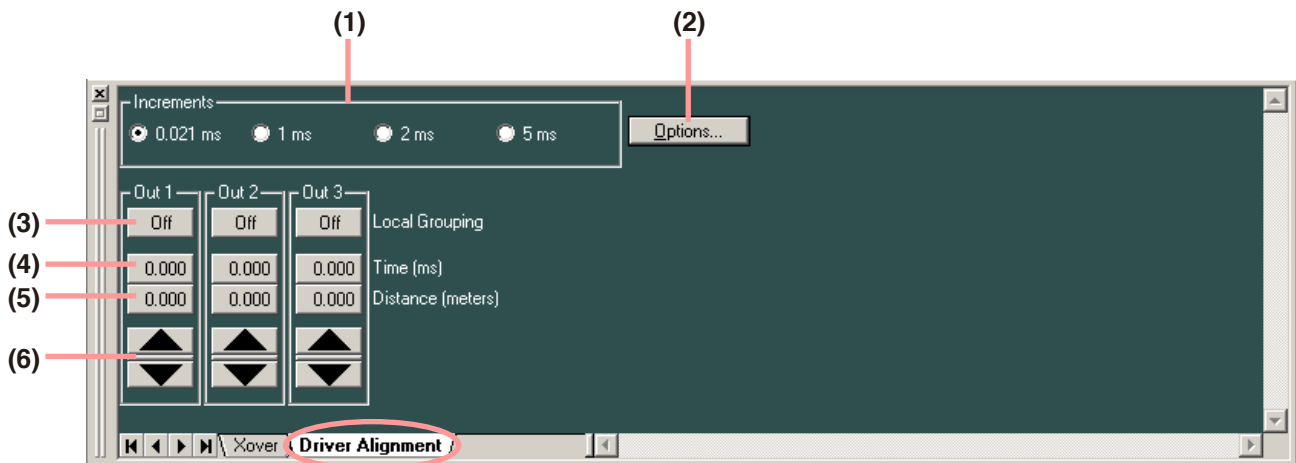 (1) (2)
Increments
0.021 ms 1 ms 2 ms 5 ms Options...
Out 1 Out 2 Out 3
(3) Off Off Off Local Grouping
(4) 0.000 0.000 0.000 Time (ms)
(5) 0.000 0.000 0.000 Distance (meters)
(6)
Xover Driver Alignment